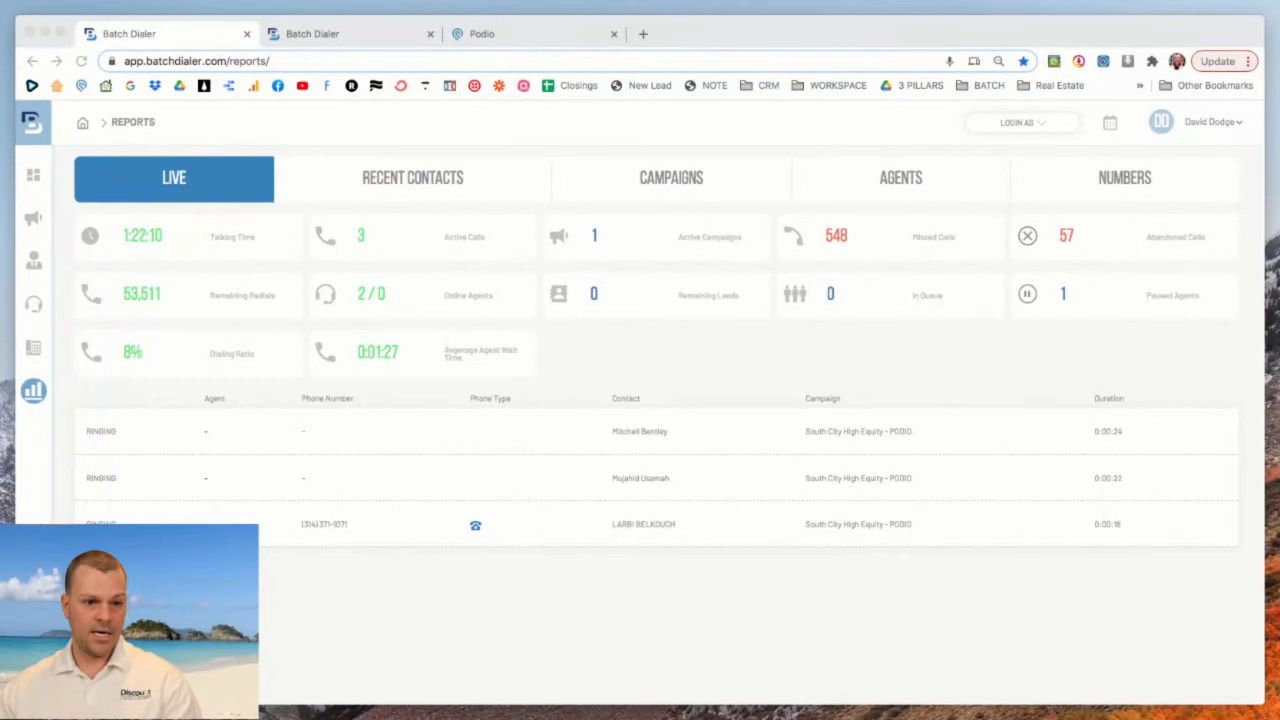 Batch Dialer
Batch Dialer
Podio
app.batchdialer.com/reports/
Update
Closings
New Lead
NOTE
CRM
WORKSPACE
3 PILLARS
BATCH
Real Estate
»
Other Bookmarks
> REPORTS
LOGIN AS
DD
David Dodge
LIVE
RECENT CONTACTS
CAMPAIGNS
AGENTS
NUMBERS
1:22:10 Talking Time
3 Active Calls
1 Active Campaigns
548 Missed Calls
57 Abandoned Calls
53,511 Remaining Redials
2 / 0 Online Agents
0 Remaining Leads
0 In Queue
1 Paused Agents
8% Dialing Ratio
0:01:27 Avgerage Agent Wait
Time
Agent Phone Number Phone Type Contact Campaign Duration
RINGING - - Mitchell Bentley South City High Equity - PODIO 0:00:24
RINGING - - Mujahid Usamah South City High Equity - PODIO 0:00:22
RINGING (314) 371-1071 LARBI BELKOUCH South City High Equity - PODIO 0:00:18